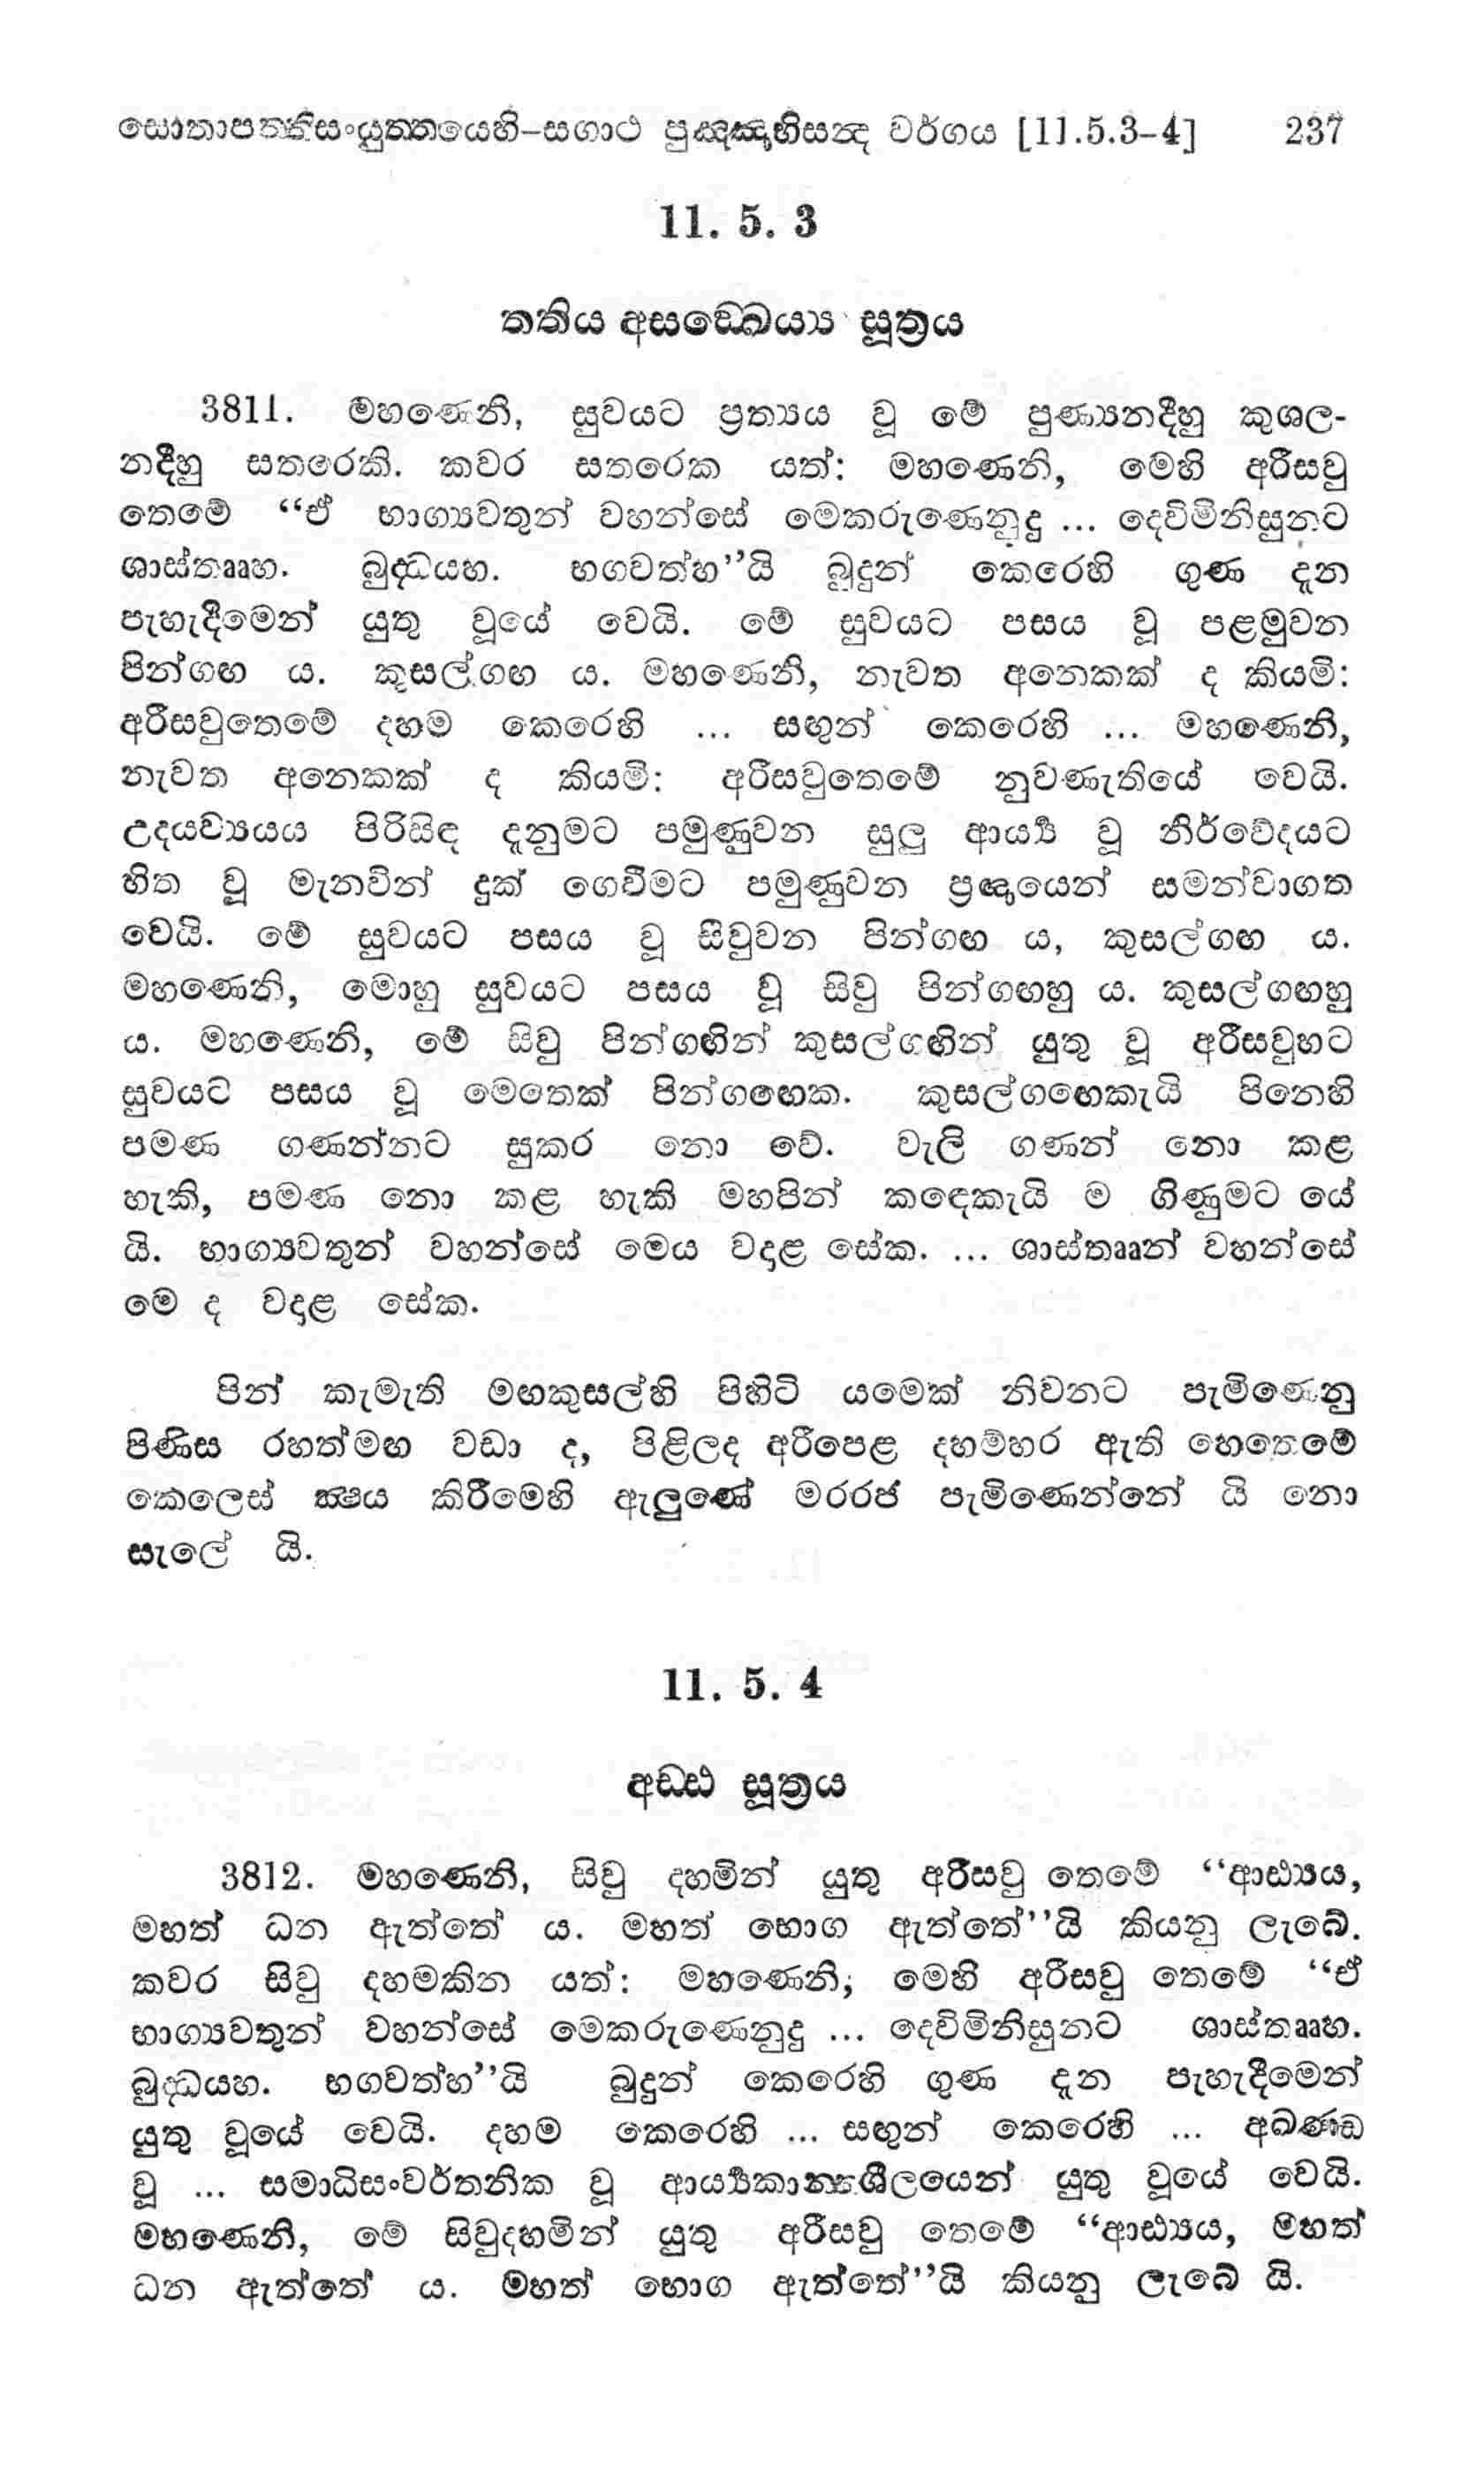 සොතාපත්තිසංයුත්තයෙහි–සගාථ පුඤ්ඤාභිසන්ද වර්ගය [11.5.3–4] 237
11. 5. 3
තතිය අසඞ්ඛෙය්‍ය සූත්‍රය
3811. මහණෙනි, සුවයට ප්‍රත්‍යය වූ මේ පුණ්‍යනදීහු කුශල-
නදීහු සතරෙකි. කවර සතරෙක යත්: මහණෙනි, මෙහි අරිසවු
තෙමේ “ඒ භාග්‍යවතුන් වහන්සේ මෙකරුණෙනුදු ... දෙවිමිනිසුනට
ශාස්තෲහ. බුද්ධයහ. භගවත්හ”යි බුදුන් කෙරෙහි ගුණ දැන
පැහැදීමෙන් යුතු වූයේ වෙයි. මේ සුවයට පසය වූ පළමුවන
පින්ගඟ ය. කුසල්ගඟ ය. මහණෙනි, නැවත අනෙකක් ද කියමි:
අරිසවුතෙමේ දහම කෙරෙහි ... සඟුන් කෙරෙහි ... මහණෙනි,
නැවත අනෙකක් ද කියමි: අරිසවුතෙමේ නුවණැතියේ වෙයි.
උදයව්‍යයය පිරිසිඳ දැනුමට පමුණුවන සුලු ආර්‍ය්‍ය වූ නිර්වේදයට
හිත වූ මැනවින් දුක් ගෙවීමට පමුණුවන ප්‍රඥායෙන් සමන්වාගත
වෙයි. මේ සුවයට පසය වූ සිවුවන පින්ගඟ ය, කුසල්ගඟ ය.
මහණෙනි, මොහු සුවයට පසය වූ සිවු පින්ගඟහු ය. කුසල්ගඟහු
ය. මහණෙනි, මේ සිවු පින්ගඟින් කුසල්ගඟින් යුතු වූ අරිසවුහට
සුවයට පසය වූ මෙතෙක් පින්ගඟෙක. කුසල්ගඟෙකැයි පිනෙහි
පමණ ගණන්නට සුකර නො වේ. වැලි ගණන් නො කළ
හැකි, පමණ නො කළ හැකි මහපින් කඳෙකැයි ම ගිණුමට යේ
යි. භාග්‍යවතුන් වහන්සේ මෙය වදාළ සේක. ... ශාස්තෲන් වහන්සේ
මේ ද වදාළ සේක.
පින් කැමැති මඟකුසල්හි පිහිටි යමෙක් නිවනට පැමිණෙනු
පිණිස රහත්මඟ වඩා ද, පිළිලද අරිපෙළ දහම්හර ඇති හෙතෙමේ
කෙලෙස් ක්‍ෂය කිරීමෙහි ඇලුණේ මරරජ පැමිණෙන්නේ යි නො
සැලේ යි.
11. 5. 4
අඩ්ඪ සූත්‍රය
3812. මහණෙනි, සිවු දහමින් යුතු අරිසවු තෙමේ “ආඪ්‍යය,
මහත් ධන ඇත්තේ ය. මහත් භොග ඇත්තේ”යි කියනු ලැබේ.
කවර සිවු දහමකින යත්: මහණෙනි, මෙහි අරිසවු තෙමේ “ඒ
භාග්‍යවතුන් වහන්සේ මෙකරුණෙනුදු ... දෙවිමිනිසුනට ශාස්තෲහ.
බුද්ධයහ. භගවත්හ”යි බුදුන් කෙරෙහි ගුණ දැන පැහැදීමෙන්
යුතු වූයේ වෙයි. දහම කෙරෙහි ... සඟුන් කෙරෙහි ... අඛණ්ඩ
වූ ... සමාධිසංවර්තනික වූ ආර්‍ය්‍යකාන්තශීලයෙන් යුතු වූයේ වෙයි.
මහණෙනි, මේ සිවුදහමින් යුතු අරිසවු තෙමේ “ආඪ්‍යය, මහත්
ධන ඇත්තේ ය. මහත් භොග ඇත්තේ”යි කියනු ලැබේ යි.